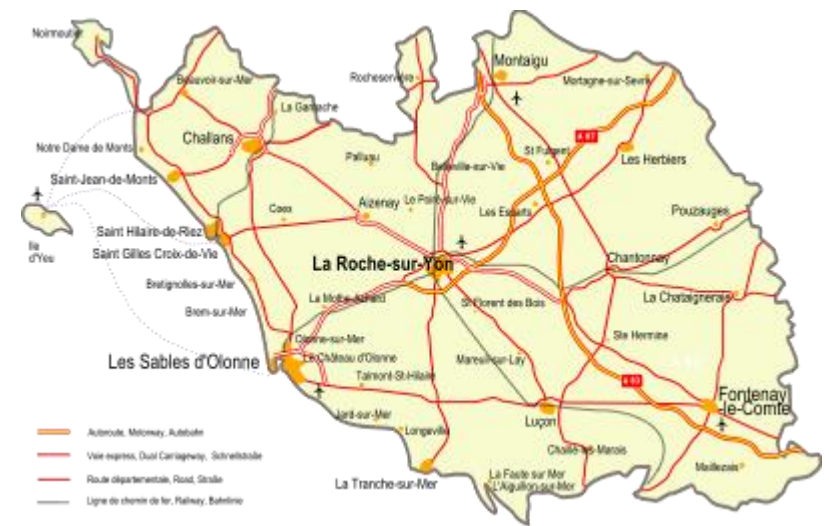 Noirmoutier
Montaigu
Beauvoir-sur-Mer
Rocheservière
Mortagne-sur-Sevre
La Garnache
A 87
Challans
Notre Dame de Monts
Palluau
Belleville-sur-Vie
St Fulgent
Les Herbiers
Saint-Jean-de-Monts
Coex
Aizenay
Le Poiré-sur-Vie
Les Essarts
Pouzauges
Saint Hilaire-de-Riez
Ile
d'Yeu
Saint Gilles Croix-de-Vie
La Roche-sur-Yon
Chantonnay
Bretignolles-sur-Mer
La Mothe-Achard
St Florent des Bois
La Chataigneraie
Brem-sur-Mer
Olonne-sur-Mer
Ste Hermine
Les Sables d'Olonne
Le Château d'Olonne
Mareuil-sur-Lay
Talmont-St-Hilaire
A 83
Fontenay
-le-Comte
Jard-sur-Mer
Luçon
Longeville
Autoroute, Motorway, Autobahn
Chaillé-les-Marais
Voie express, Dual Carriageway, Schnellstraße
Maillezais
Route départementale, Road, Straße
La Tranche-sur-Mer
La Faute sur Mer
L'Aiguillon-sur-Mer
Ligne de chemin de fer, Railway, Bahnlinie